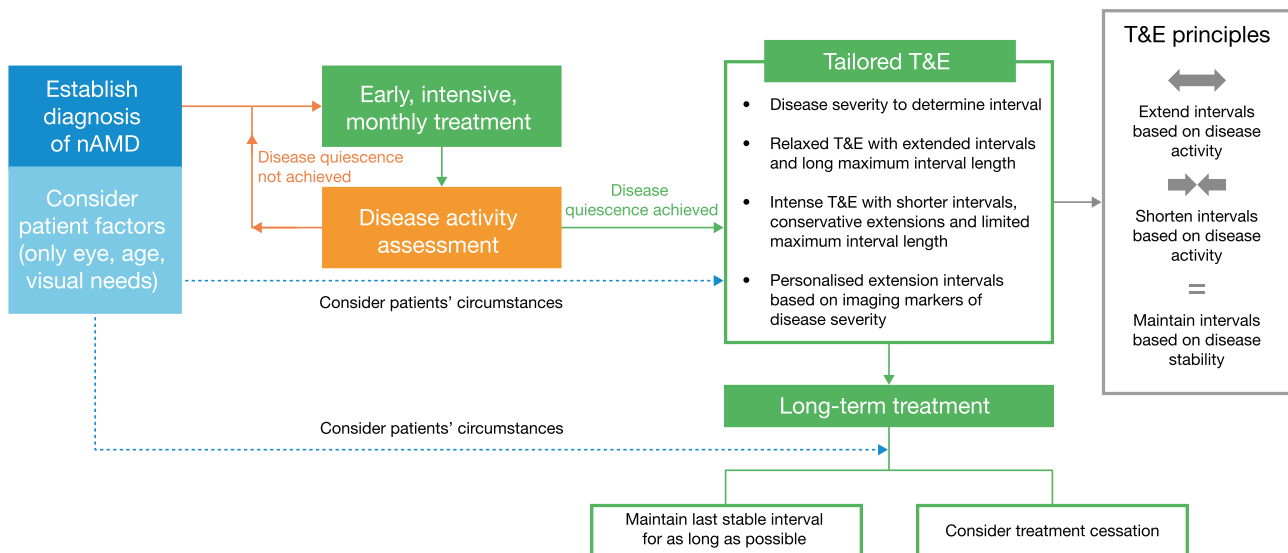 Establish
diagnosis
of nAMD
Consider
patient factors
(only eye, age,
visual needs)
Early, intensive,
monthly treatment
Disease quiescence
not achieved
Disease activity
assessment
Disease
quiescence achieved
Consider patients’ circumstances
Tailored T&E
• Disease severity to determine interval
• Relaxed T&E with extended intervals
and long maximum interval length
• Intense T&E with shorter intervals,
conservative extensions and limited
maximum interval length
• Personalised extension intervals
based on imaging markers of
disease severity
T&E principles
Extend intervals
based on disease
activity
Shorten intervals
based on disease
activity
=
Maintain intervals
based on disease
stability
Long-term treatment
Consider patients’ circumstances
Maintain last stable interval
for as long as possible
Consider treatment cessation